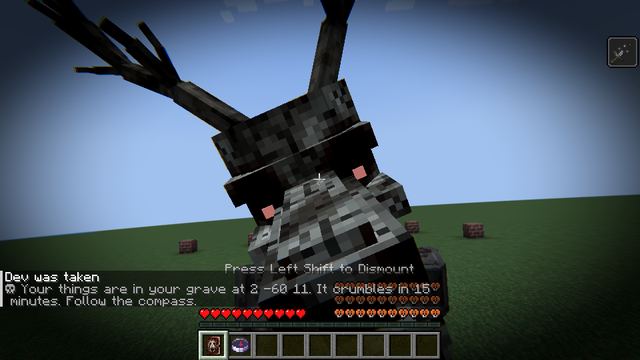 Press Left Shift to Dismount
Dev was taken
☠ Your things are in your grave at 2 -60 11. It crumbles in 15
minutes. Follow the compass.